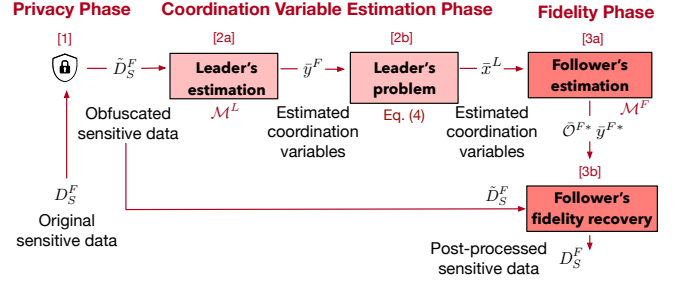 Privacy Phase
Coordination Variable Estimation Phase
Fidelity Phase
[1]
[2a]
[2b]
[3a]
D̃_S^F
Leader's
estimation
ȳ^F
Leader's
problem
x̄^L
Follower's
estimation
M^L
Eq. (4)
M^F
Obfuscated
sensitive data
Estimated
coordination
variables
Estimated
coordination
variables
Ō^{F*} ȳ^{F*}
[3b]
D_S^F
Original
sensitive data
D̃_S^F
Follower's
fidelity recovery
Post-processed
sensitive data
D_S^F